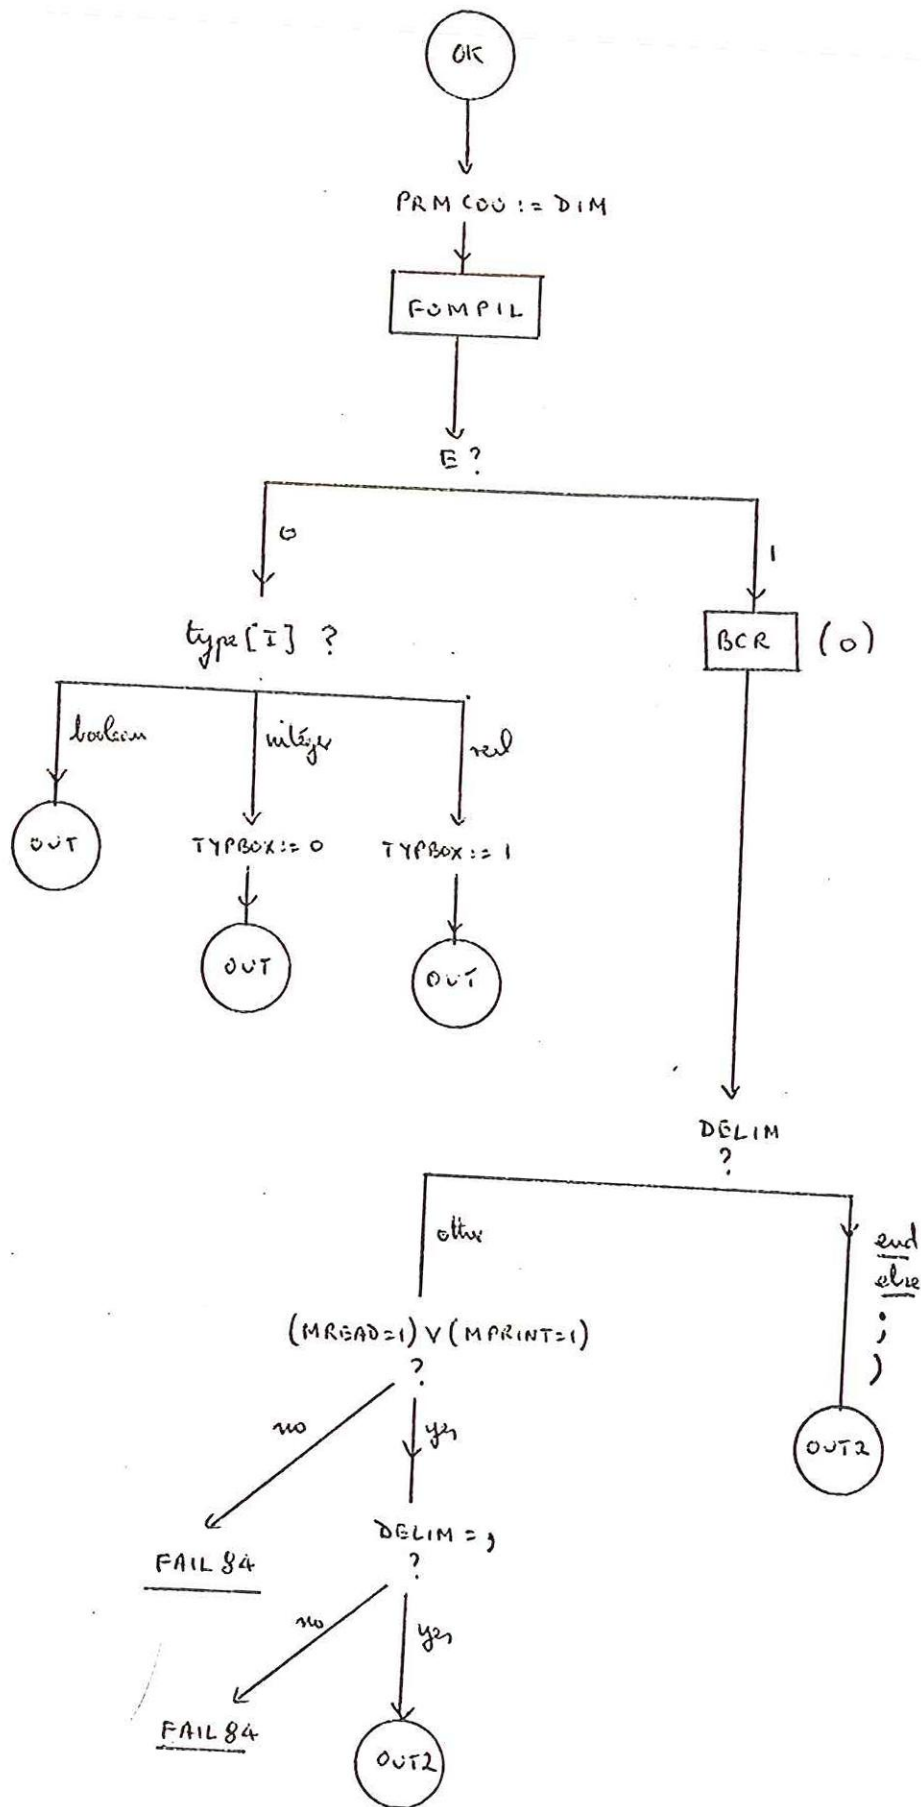 OK
PRMCOU := DIM
FOMPIL
E ?
0
1
type [I] ?
BCR (0)
boolean
integer
real
OUT
TYPBOX := 0
TYPBOX := 1
OUT
OUT
DELIM
?
other
end
else
;
)
(MREAD=1) V (MPRINT=1)
?
no
yes
OUT2
DELIM = ,
?
FAIL 84
no
yes
FAIL 84
OUT2